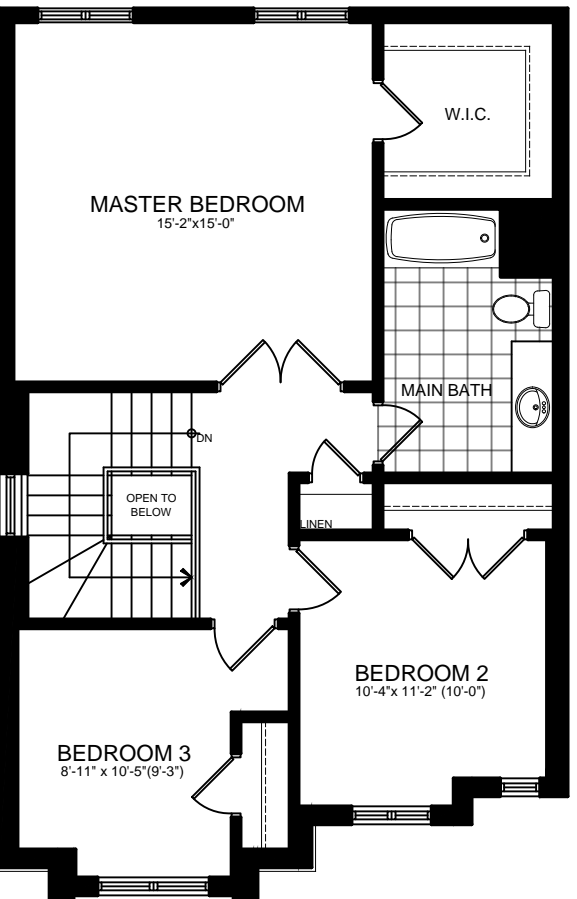 W.I.C.
MASTER BEDROOM
15'-2"x15'-0"
MAIN BATH
DN
OPEN TO
BELOW
LINEN
BEDROOM 2
10'-4"x 11'-2" (10'-0")
BEDROOM 3
8'-11" x 10'-5"(9'-3")